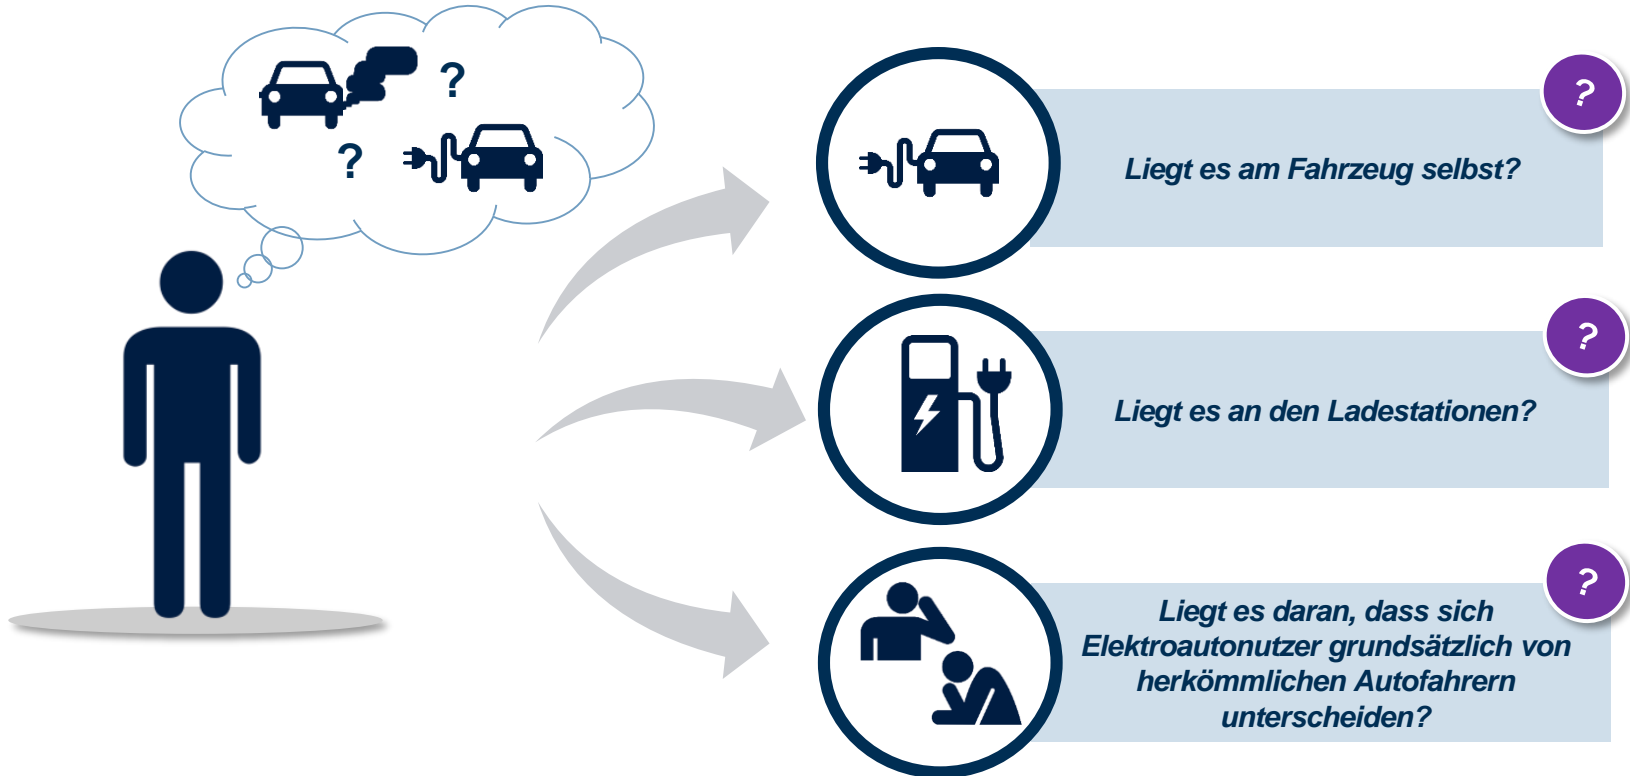 ?
?
?
Liegt es am Fahrzeug selbst?
?
Liegt es an den Ladestationen?
?
Liegt es daran, dass sich
Elektroautonutzer grundsätzlich von
herkömmlichen Autofahrern
unterscheiden?